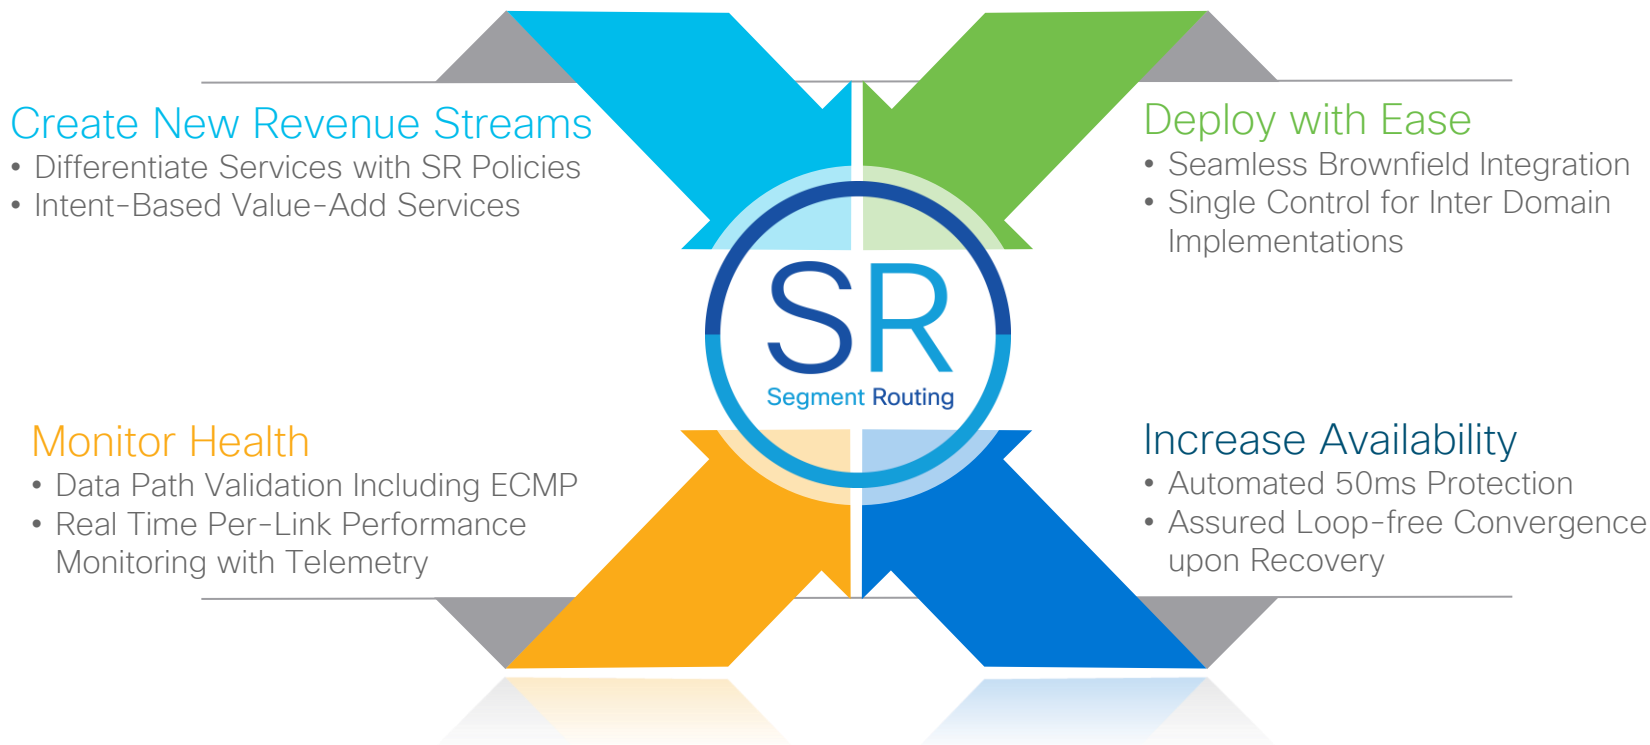 Create New Revenue Streams
• Differentiate Services with SR Policies
• Intent-Based Value-Add Services
Deploy with Ease
• Seamless Brownfield Integration
• Single Control for Inter Domain
Implementations
SR
Segment Routing
Monitor Health
• Data Path Validation Including ECMP
• Real Time Per-Link Performance
Monitoring with Telemetry
Increase Availability
• Automated 50ms Protection
• Assured Loop-free Convergence
upon Recovery